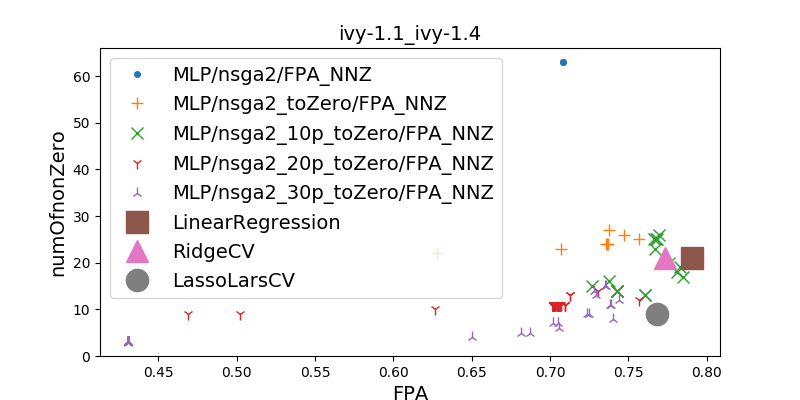 ivy-1.1_ivy-1.4
MLP/nsga2/FPA_NNZ
MLP/nsga2_toZero/FPA_NNZ
MLP/nsga2_10p_toZero/FPA_NNZ
MLP/nsga2_20p_toZero/FPA_NNZ
MLP/nsga2_30p_toZero/FPA_NNZ
LinearRegression
RidgeCV
LassoLarsCV
numOfnonZero
60
50
40
30
20
10
0
0.45 0.50 0.55 0.60 0.65 0.70 0.75 0.80
FPA